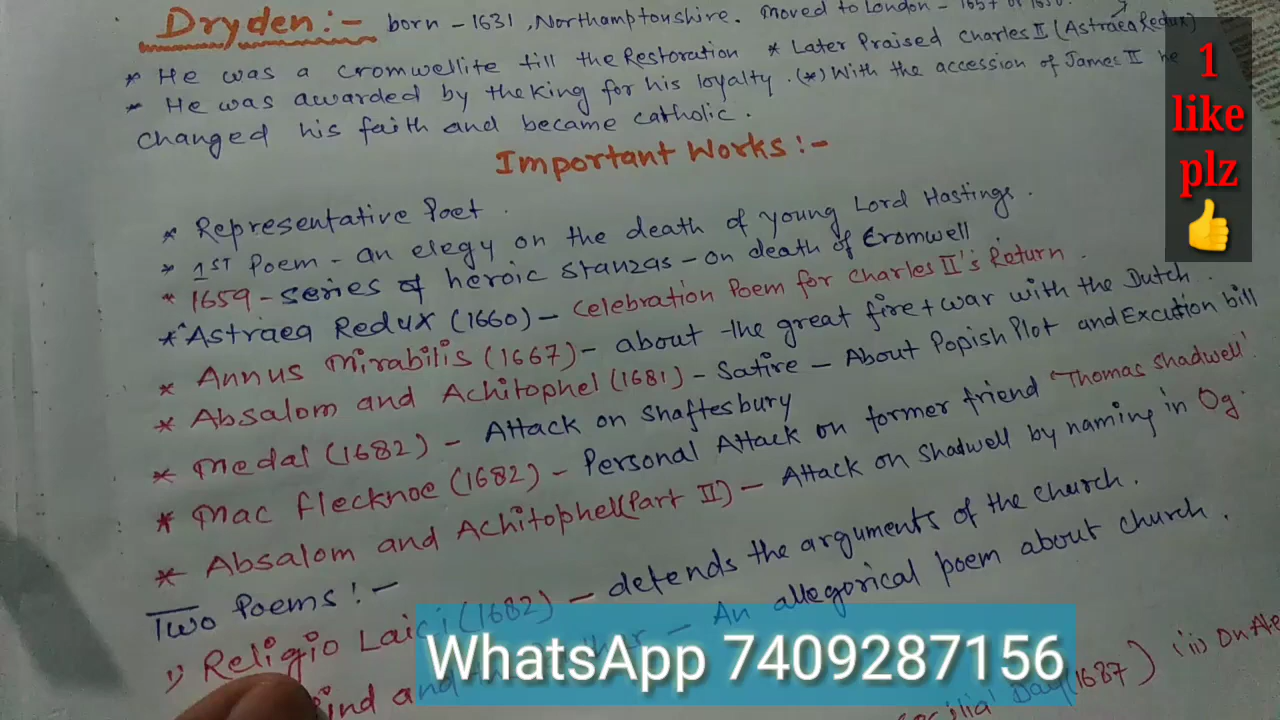 Dryden:- born - 1631, Northamptonshire. Moved to London -
* He was a cromwellite till the Restoration * Later Praised Charles II (Astraea Redux)
* He was awarded by the King for his loyalty. (*) With the accession of James II he
changed his faith and became catholic.
Important Works:-
* Representative Poet.
* 1ST Poem - an elegy on the death of young Lord Hastings.
* 1659 - series of heroic stanzas - on death of Cromwell
* Astraea Redux (1660) - celebration Poem for Charles II's Return.
* Annus Mirabilis (1667) - about the great fire + war with the Dutch.
* Absalom and Achitophel (1681) - Satire - About Popish Plot and Excution bill
* Medal (1682) - Attack on Shaftesbury
* Mac Flecknoe (1682) - Personal Attack on former friend 'Thomas Shadwell'.
* Absalom and Achitophel (Part II) - Attack on Shadwell by naming in Og.
Two Poems:-
i) Religio Laici (1682) - defends the arguments of the church.
ind and - An allegorical poem about church.
Day (1687) (ii) On Ale
1
like
plz
WhatsApp 7409287156